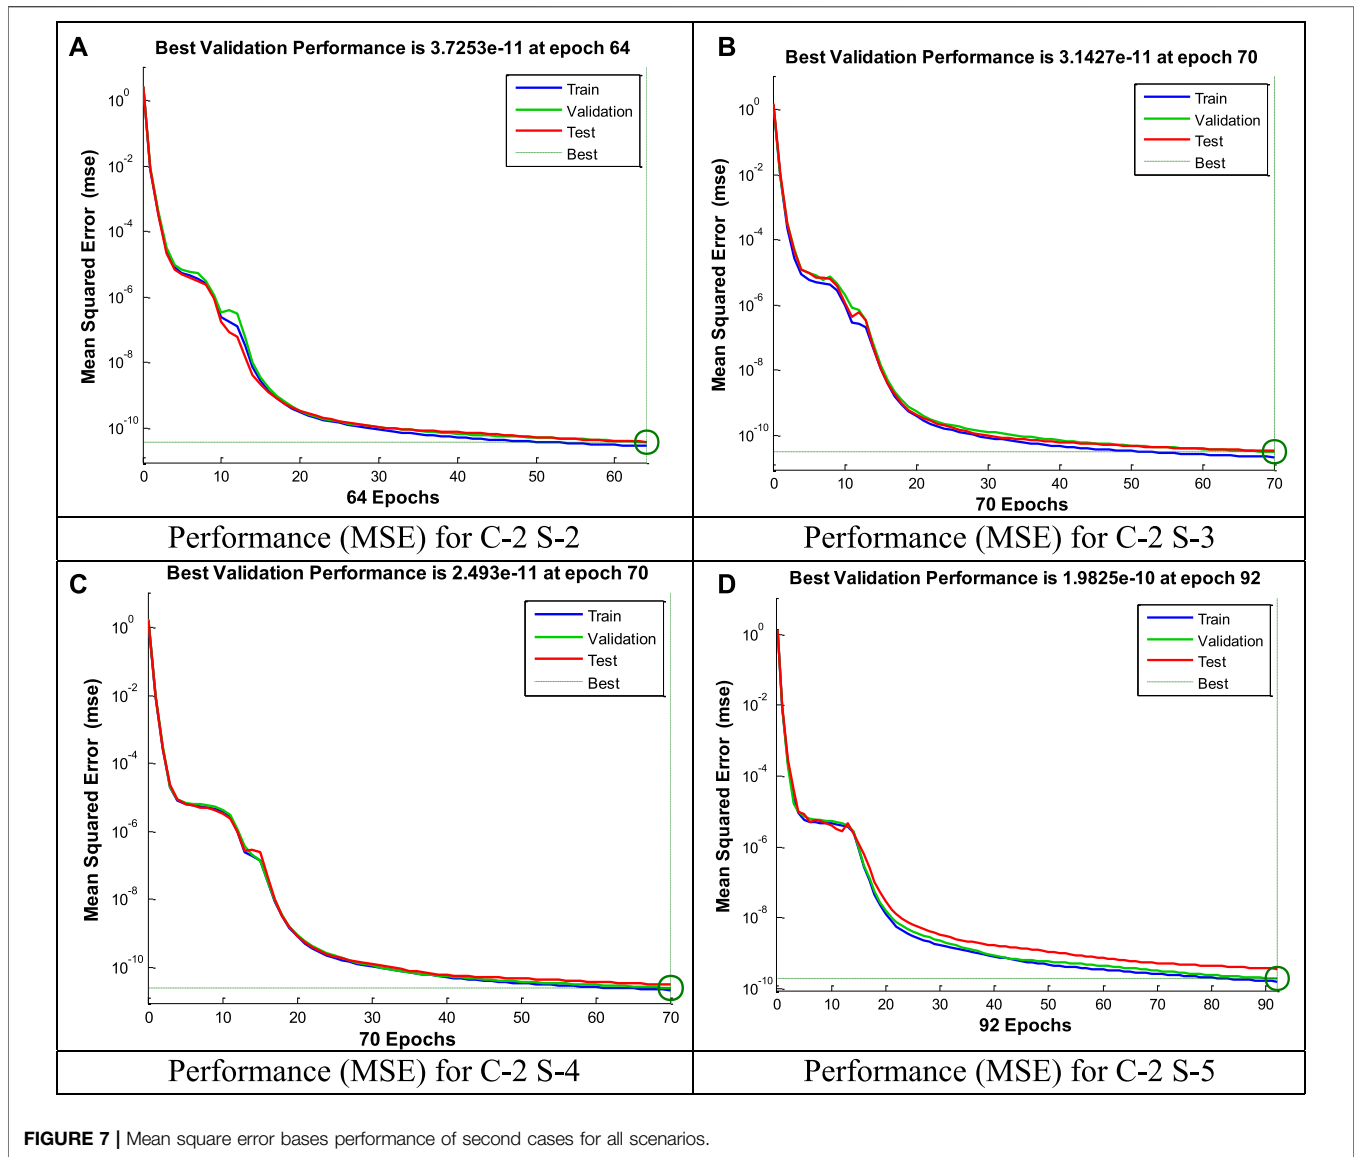 A
Best Validation Performance is 3.7253e-11 at epoch 64
Mean Squared Error (mse)
10^0
10^-2
10^-4
10^-6
10^-8
10^-10
Train
Validation
Test
Best
0 10 20 30 40 50 60
64 Epochs
Performance (MSE) for C-2 S-2
B
Best Validation Performance is 3.1427e-11 at epoch 70
Mean Squared Error (mse)
10^0
10^-2
10^-4
10^-6
10^-8
10^-10
Train
Validation
Test
Best
0 10 20 30 40 50 60 70
70 Epochs
Performance (MSE) for C-2 S-3
C
Best Validation Performance is 2.493e-11 at epoch 70
Mean Squared Error (mse)
10^0
10^-2
10^-4
10^-6
10^-8
10^-10
Train
Validation
Test
Best
0 10 20 30 40 50 60 70
70 Epochs
Performance (MSE) for C-2 S-4
D
Best Validation Performance is 1.9825e-10 at epoch 92
Mean Squared Error (mse)
10^0
10^-2
10^-4
10^-6
10^-8
10^-10
Train
Validation
Test
Best
0 10 20 30 40 50 60 70 80 90
92 Epochs
Performance (MSE) for C-2 S-5
FIGURE 7 | Mean square error bases performance of second cases for all scenarios.